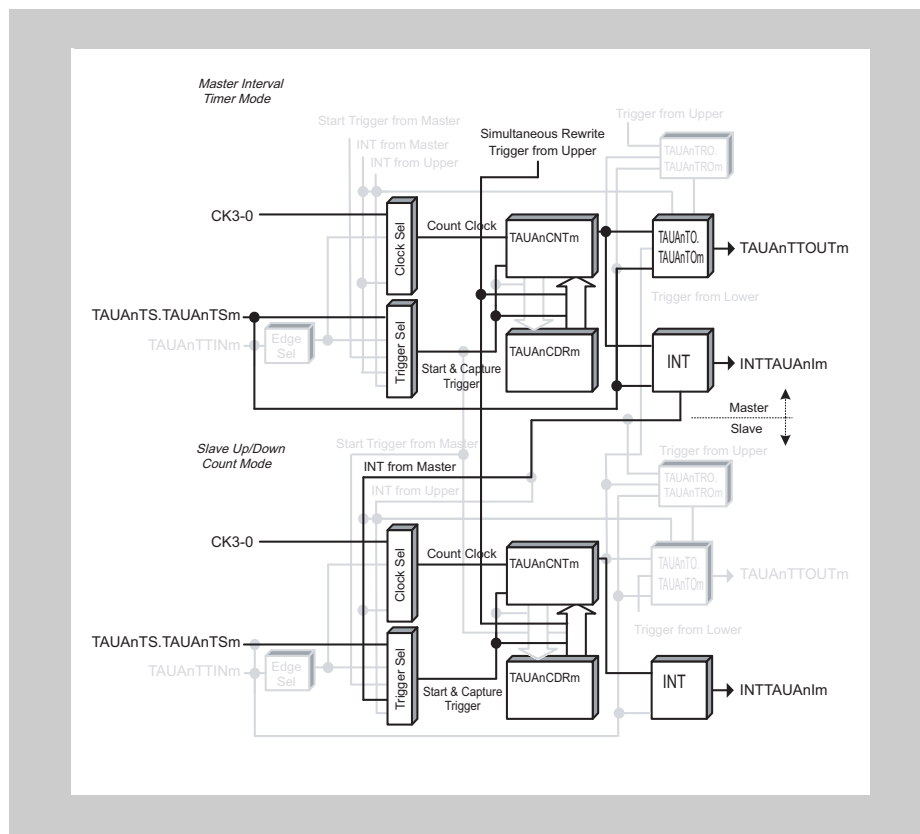 Master Interval
Timer Mode
Start Trigger from Master
INT from Master
INT from Upper
Simultaneous Rewrite
Trigger from Upper
Trigger from Upper
TAUAnTRO.
TAUAnTROm
CK3-0
Clock Sel
Count Clock
TAUAnCNTm
TAUAnTO.
TAUAnTOm
TAUAnTTOUTm
Trigger from Lower
TAUAnTS.TAUAnTSm
TAUAnTTINm
Edge
Sel
Trigger Sel
Start & Capture
Trigger
TAUAnCDRm
INT
INTTAUAnIm
Master
Slave
Slave Up/Down
Count Mode
Start Trigger from Master
INT from Master
INT from Upper
Trigger from Upper
TAUAnTRO.
TAUAnTROm
CK3-0
Clock Sel
Count Clock
TAUAnCNTm
TAUAnTO.
TAUAnTOm
TAUAnTTOUTm
Trigger from Lower
TAUAnTS.TAUAnTSm
TAUAnTTINm
Edge
Sel
Trigger Sel
Start & Capture
Trigger
TAUAnCDRm
INT
INTTAUAnIm